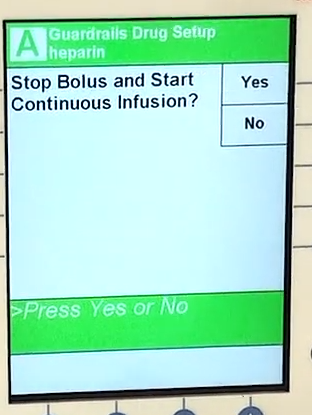 A
Guardrails Drug Setup
heparin
Stop Bolus and Start
Continuous Infusion?
Yes
No
>Press Yes or No